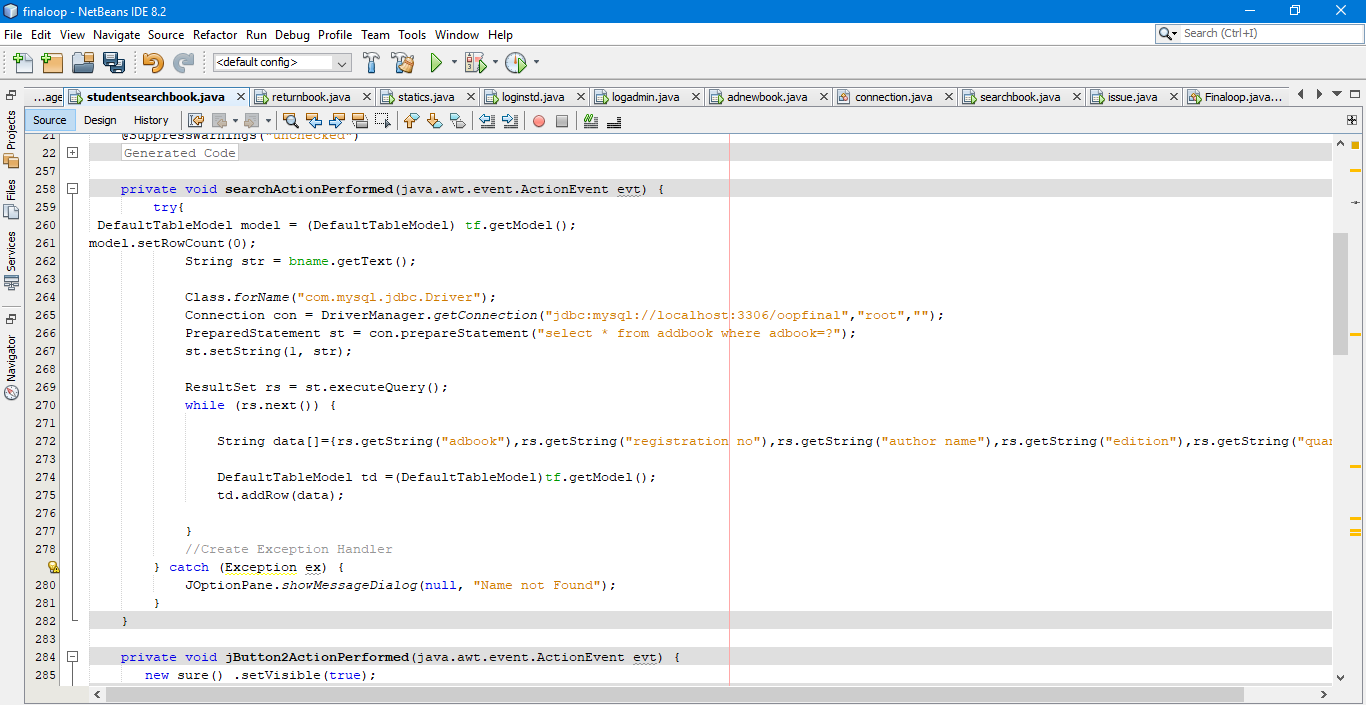 finaloop - NetBeans IDE 8.2
File Edit View Navigate Source Refactor Run Debug Profile Team Tools Window Help
Search (Ctrl+I)
<default config>
...age studentsearchbook.java returnbook.java statics.java loginstd.java logadmin.java adnewbook.java connection.java searchbook.java issue.java Finaloop.java...
Source Design History
Projects
Files
Services
Navigator
21 @SuppressWarnings("unchecked")
22 Generated Code
257
258 private void searchActionPerformed(java.awt.event.ActionEvent evt) {
259 try{
260 DefaultTableModel model = (DefaultTableModel) tf.getModel();
261 model.setRowCount(0);
262 String str = bname.getText();
263
264 Class.forName("com.mysql.jdbc.Driver");
265 Connection con = DriverManager.getConnection("jdbc:mysql://localhost:3306/oopfinal","root","");
266 PreparedStatement st = con.prepareStatement("select * from addbook where adbook=?");
267 st.setString(1, str);
268
269 ResultSet rs = st.executeQuery();
270 while (rs.next()) {
271
272 String data[]={rs.getString("adbook"),rs.getString("registration no"),rs.getString("author name"),rs.getString("edition"),rs.getString("quan
273
274 DefaultTableModel td =(DefaultTableModel)tf.getModel();
275 td.addRow(data);
276
277 }
278 //Create Exception Handler
} catch (Exception ex) {
280 JOptionPane.showMessageDialog(null, "Name not Found");
281 }
282 }
283
284 private void jButton2ActionPerformed(java.awt.event.ActionEvent evt) {
285 new sure() .setVisible(true);